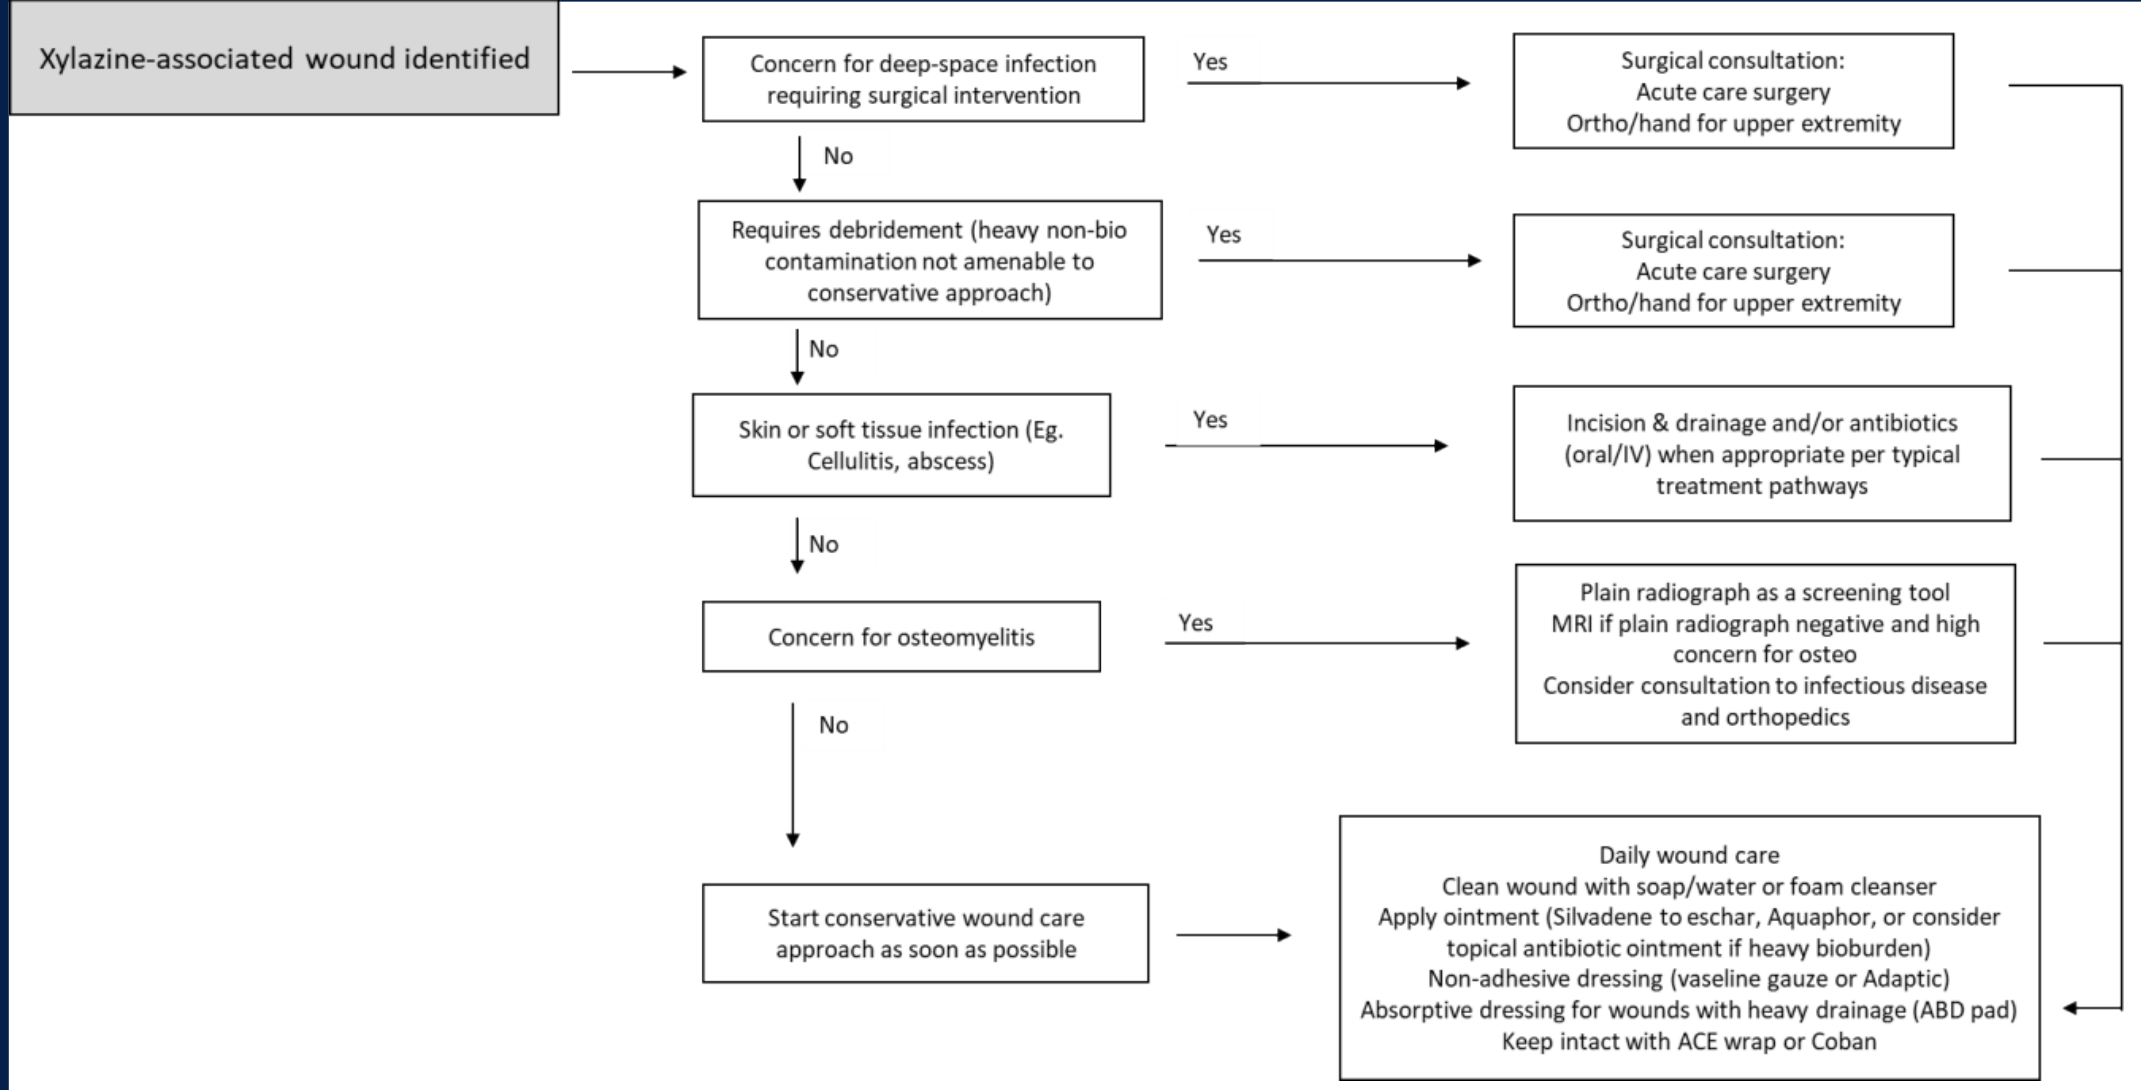 Xylazine-associated wound identified
Concern for deep-space infection
requiring surgical intervention
Yes
Surgical consultation:
Acute care surgery
Ortho/hand for upper extremity
No
Requires debridement (heavy non-bio
contamination not amenable to
conservative approach)
Yes
Surgical consultation:
Acute care surgery
Ortho/hand for upper extremity
No
Skin or soft tissue infection (Eg.
Cellulitis, abscess)
Yes
Incision & drainage and/or antibiotics
(oral/IV) when appropriate per typical
treatment pathways
No
Concern for osteomyelitis
Yes
Plain radiograph as a screening tool
MRI if plain radiograph negative and high
concern for osteo
Consider consultation to infectious disease
and orthopedics
No
Start conservative wound care
approach as soon as possible
Daily wound care
Clean wound with soap/water or foam cleanser
Apply ointment (Silvadene to eschar, Aquaphor, or consider
topical antibiotic ointment if heavy bioburden)
Non-adhesive dressing (vaseline gauze or Adaptic)
Absorptive dressing for wounds with heavy drainage (ABD pad)
Keep intact with ACE wrap or Coban